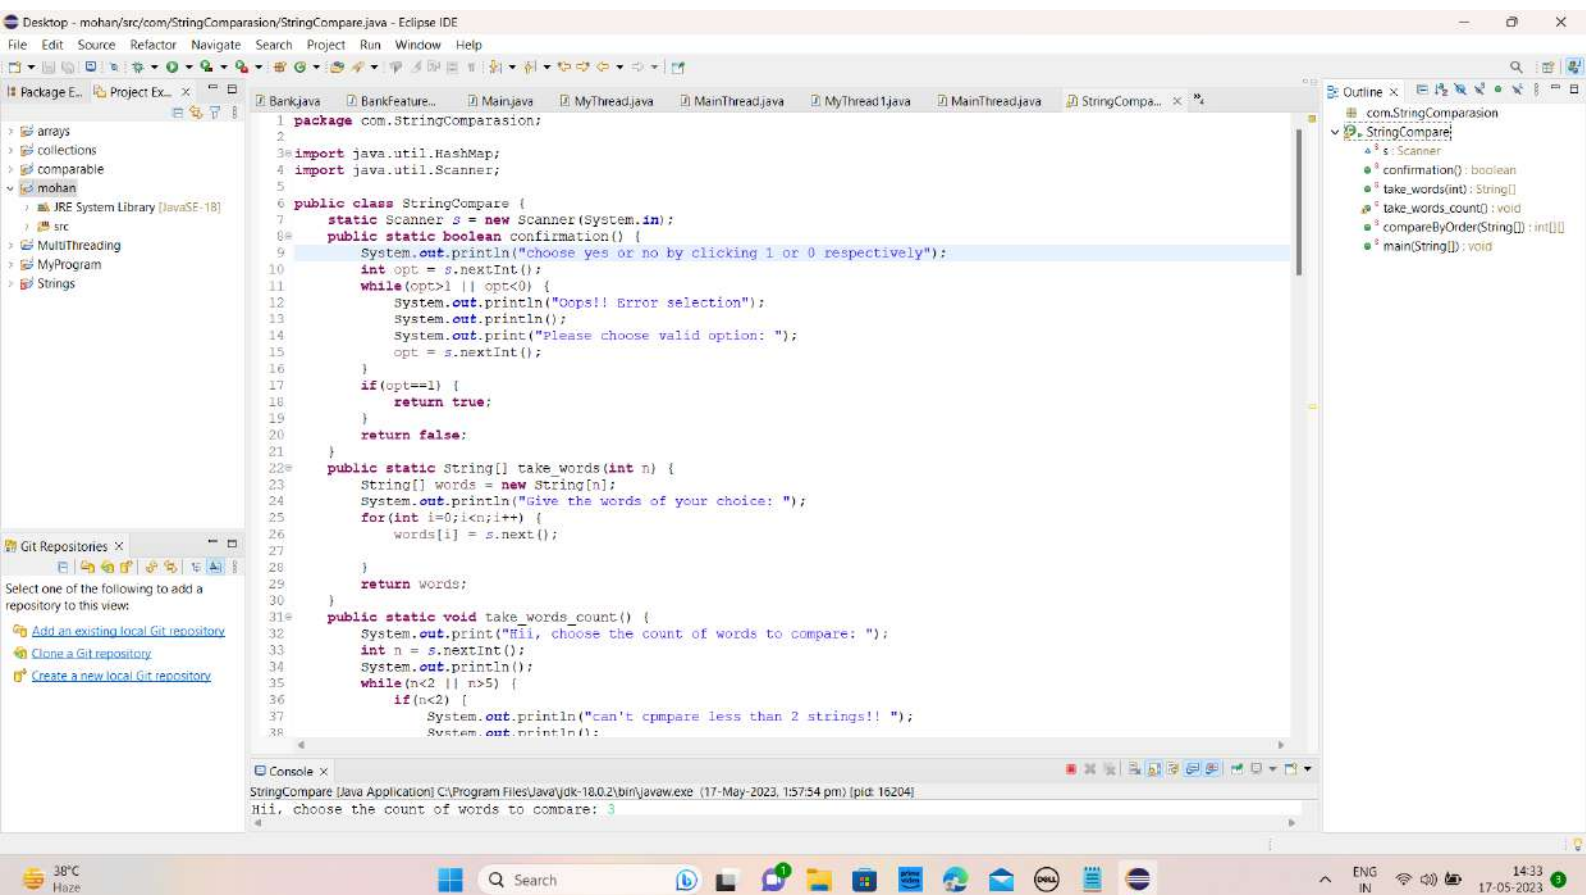 Desktop - mohan/src/com/StringComparasion/StringCompare.java - Eclipse IDE
File Edit Source Refactor Navigate Search Project Run Window Help
Package E... Project Ex...
arrays
collections
comparable
mohan
JRE System Library [JavaSE-18]
src
MultiThreading
MyProgram
Strings
Git Repositories
Select one of the following to add a
repository to this view:
Add an existing local Git repository
Clone a Git repository
Create a new local Git repository
Bank.java BankFeature... Main.java MyThread.java MainThread.java MyThread1.java MainThread.java StringCompa...
1 package com.StringComparasion;
2
3 import java.util.HashMap;
4 import java.util.Scanner;
5
6 public class StringCompare {
7 static Scanner s = new Scanner(System.in);
8 public static boolean confirmation() {
9 System.out.println("choose yes or no by clicking 1 or 0 respectively");
10 int opt = s.nextInt();
11 while(opt>1 || opt<0) {
12 System.out.println("Oops!! Error selection");
13 System.out.println();
14 System.out.print("Please choose valid option: ");
15 opt = s.nextInt();
16 }
17 if(opt==1) {
18 return true;
19 }
20 return false;
21 }
22 public static String[] take_words(int n) {
23 String[] words = new String[n];
24 System.out.println("Give the words of your choice: ");
25 for(int i=0;i<n;i++) {
26 words[i] = s.next();
27
28 }
29 return words;
30 }
31 public static void take_words_count() {
32 System.out.print("Hii, choose the count of words to compare: ");
33 int n = s.nextInt();
34 System.out.println();
35 while(n<2 || n>5) {
36 if(n<2) {
37 System.out.println("can't cpmpare less than 2 strings!! ");
38 System.out.println();
Console
StringCompare [Java Application] C:\Program Files\Java\jdk-18.0.2\bin\javaw.exe (17-May-2023, 1:57:54 pm) [pid: 16204]
Hii, choose the count of words to compare: 3
Outline
com.StringComparasion
StringCompare
s : Scanner
confirmation() : boolean
take_words(int) : String[]
take_words_count() : void
compareByOrder(String[]) : int[][]
main(String[]) : void
38°C
Haze
Search
prime video
DELL
ENG
IN
14:33
17-05-2023
3